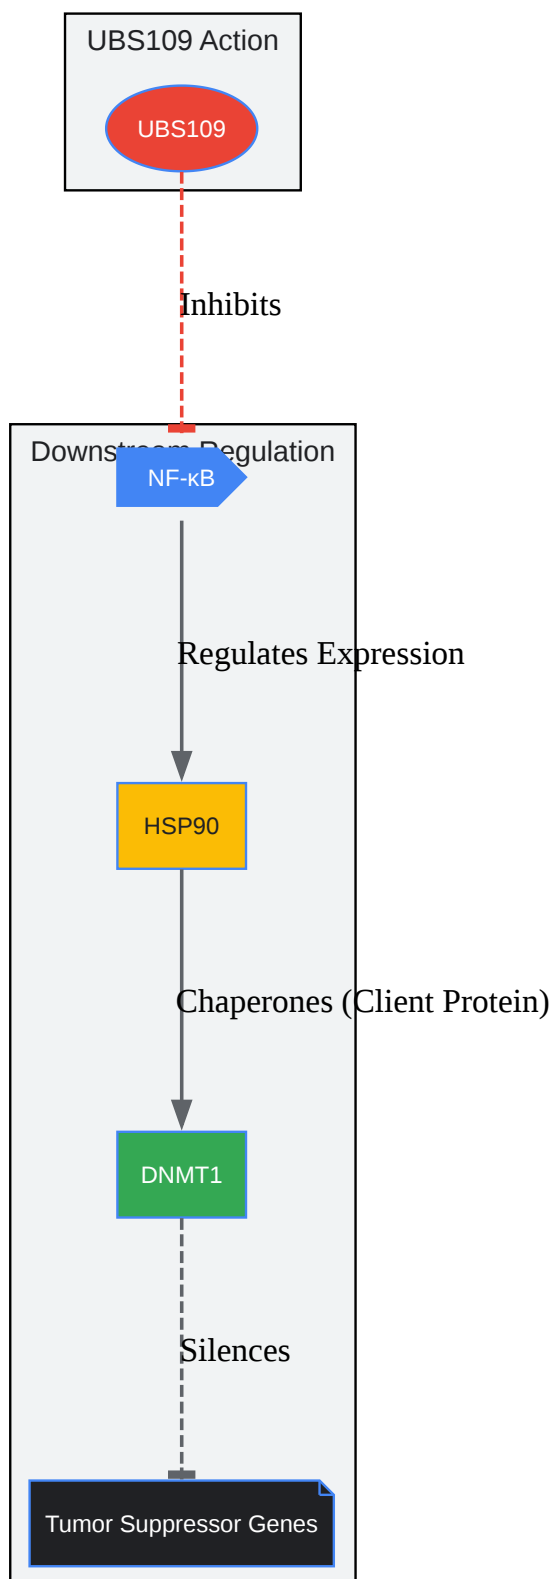 UBS109 Action
UBS109
Inhibits
Downstream Regulation
NF-κB
Regulates Expression
HSP90
Chaperones (Client Protein)
DNMT1
Silences
Tumor Suppressor Genes